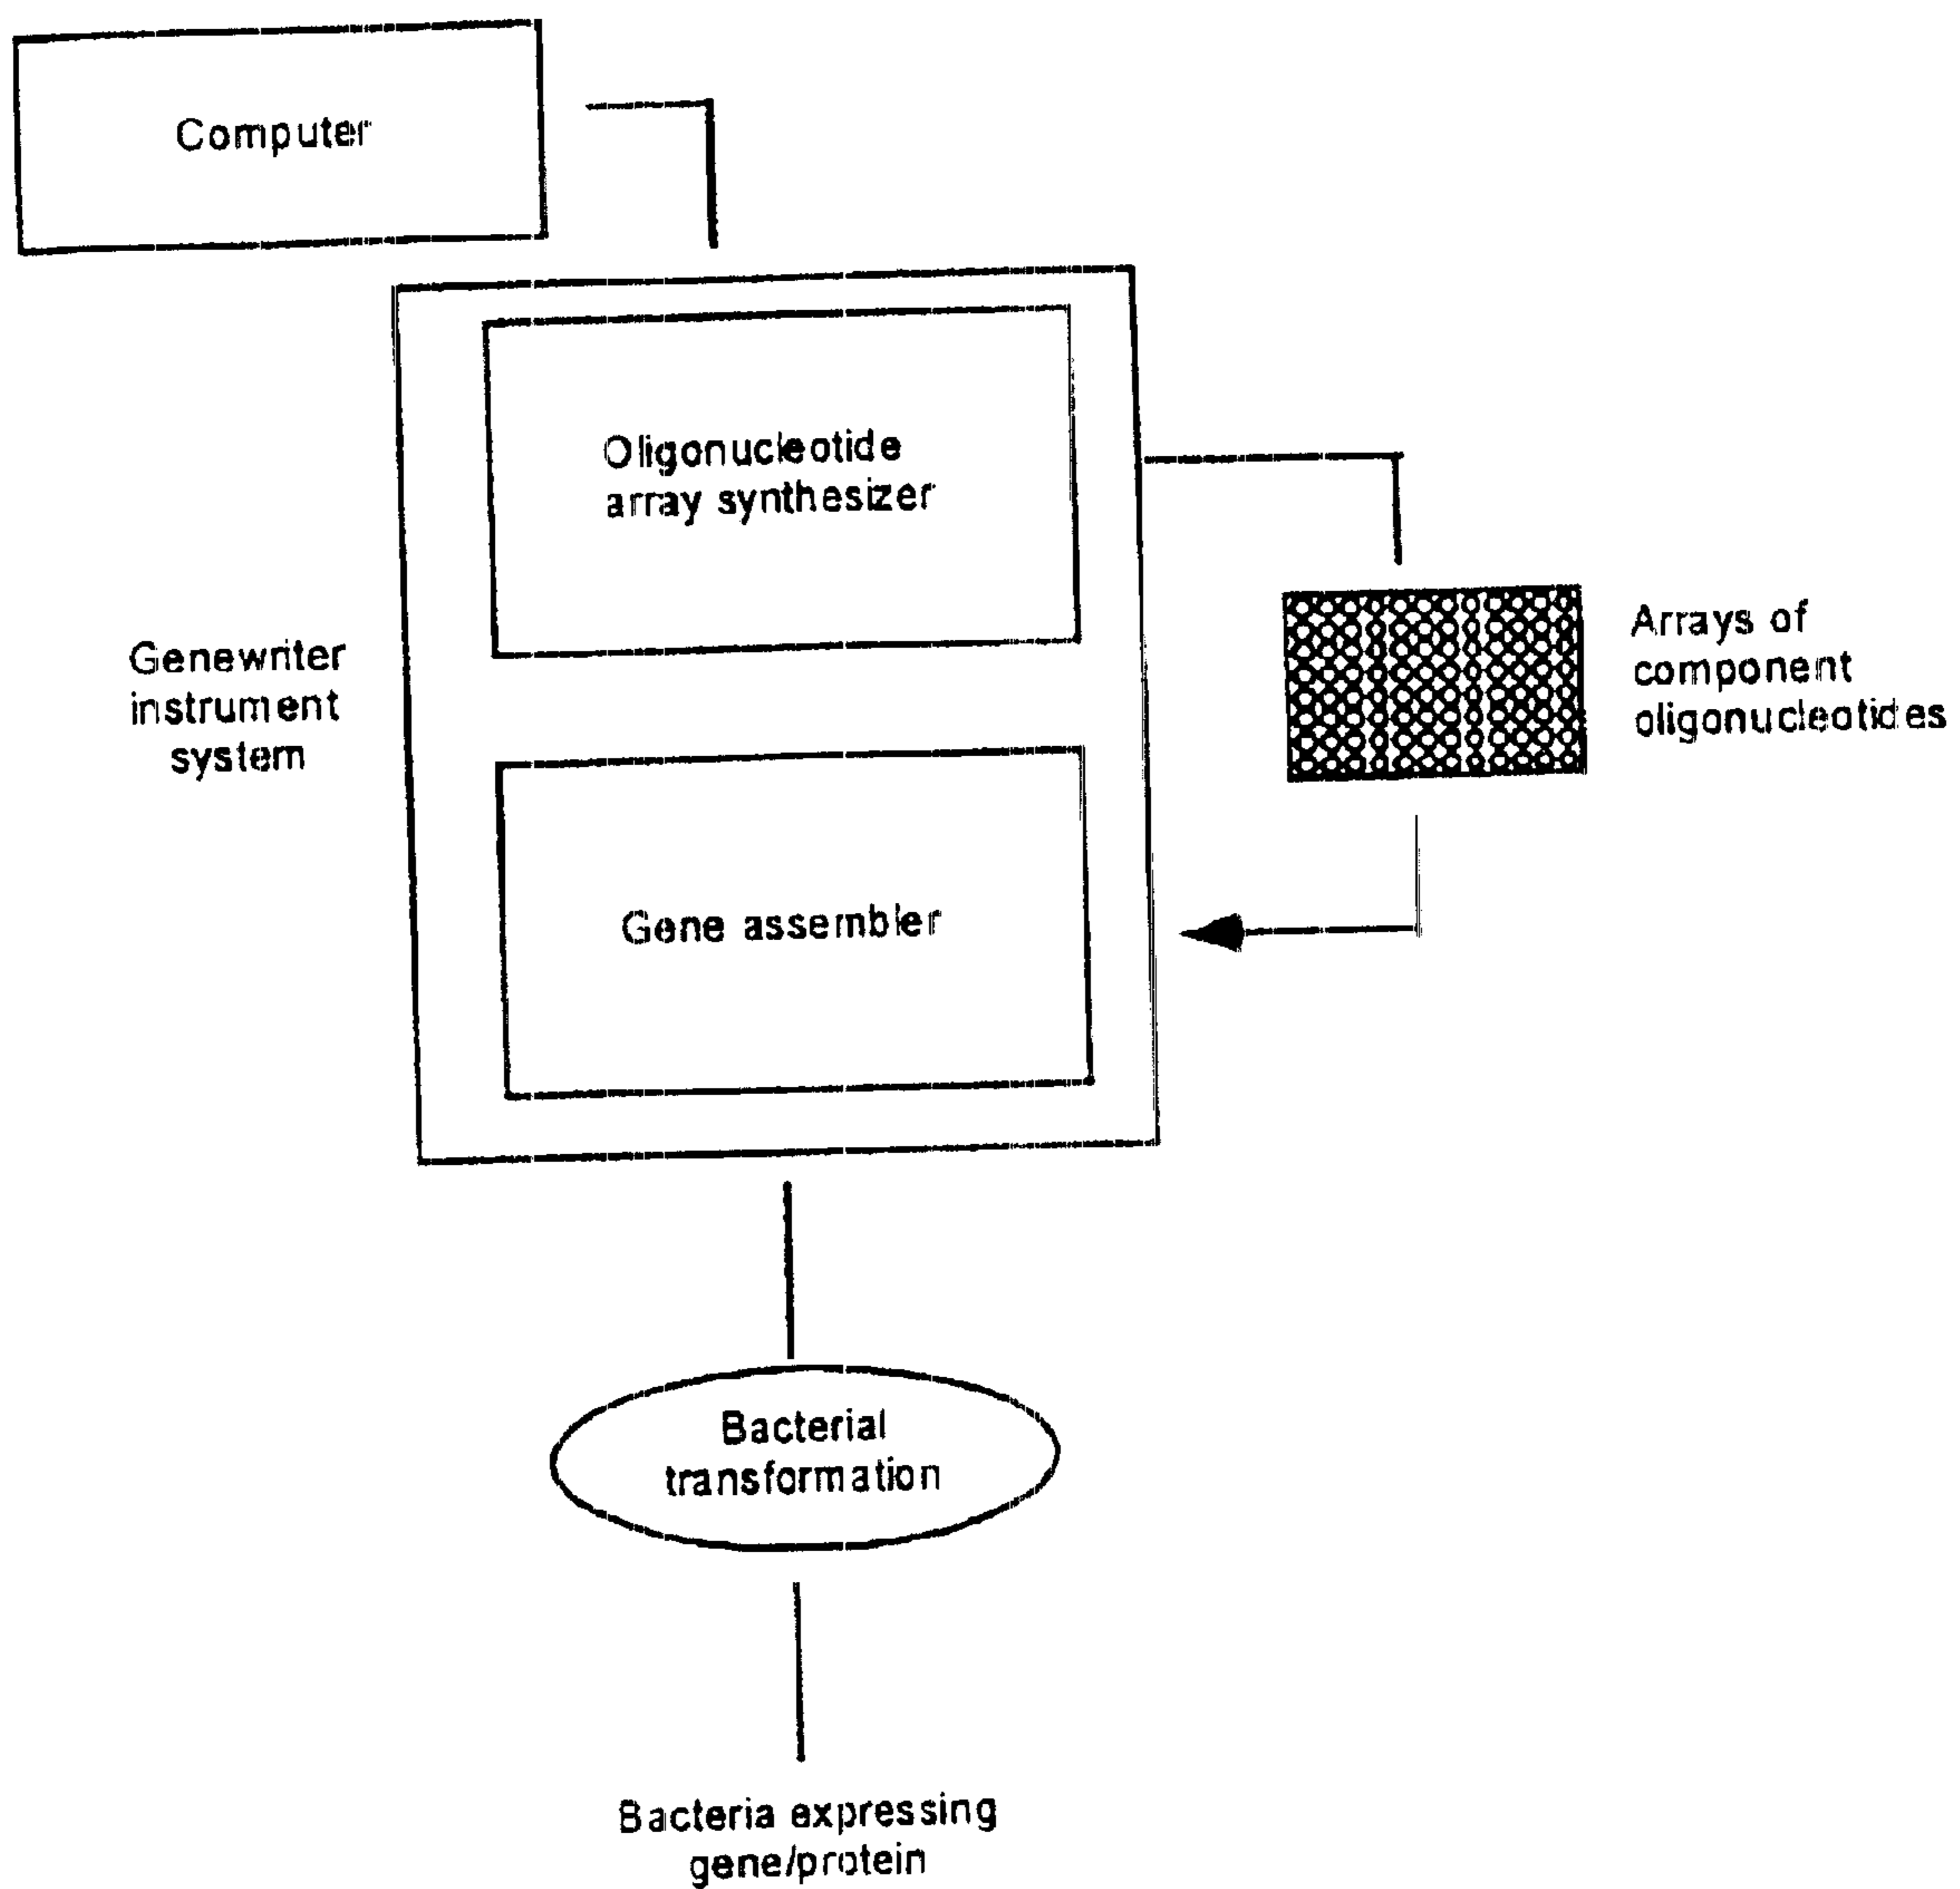 Computer
Oligonucleotide
array synthesizer
Genewriter
instrument
system
Arrays of
component
oligonucleotides
Gene assembler
Bacterial
transformation
Bacteria expressing
gene/protein